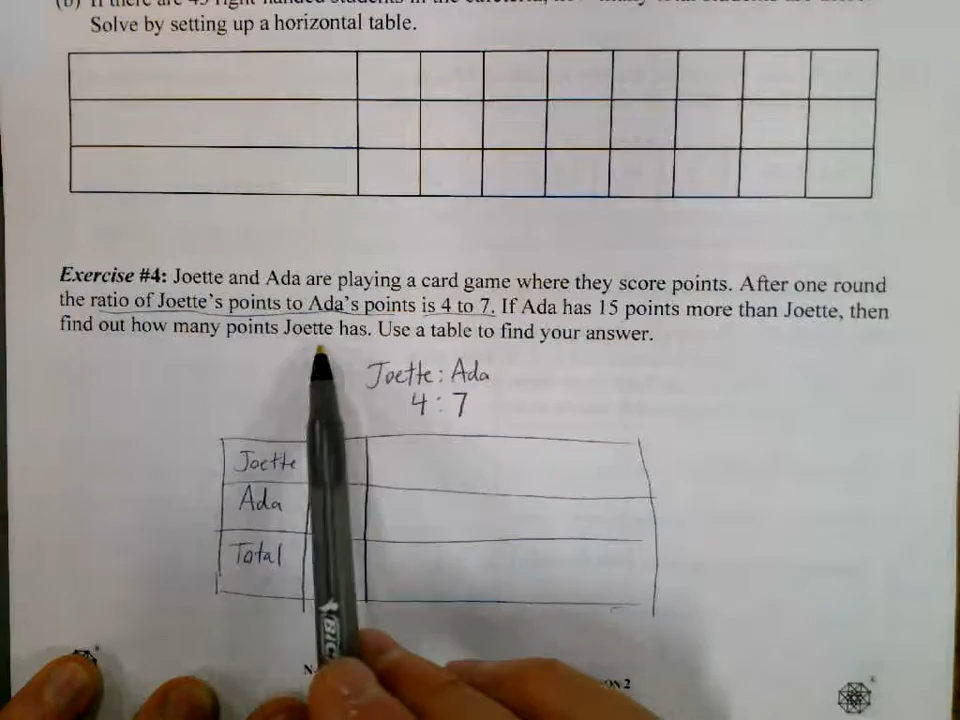 Solve by setting up a horizontal table.
Exercise #4: Joette and Ada are playing a card game where they score points. After one round
the ratio of Joette's points to Ada's points is 4 to 7. If Ada has 15 points more than Joette, then
find out how many points Joette has. Use a table to find your answer.
Joette : Ada
4 : 7
Joette
Ada
Total
BIC